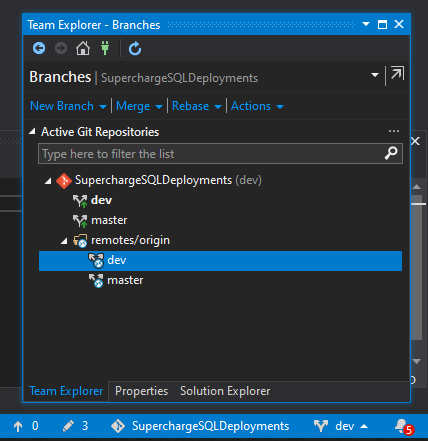 Team Explorer - Branches
Branches | SuperchargeSQLDeployments
New Branch | Merge | Rebase | Actions
Active Git Repositories
Type here to filter the list
SuperchargeSQLDeployments (dev)
dev
master
remotes/origin
dev
master
Team Explorer Properties Solution Explorer
0 3 SuperchargeSQLDeployments dev 5